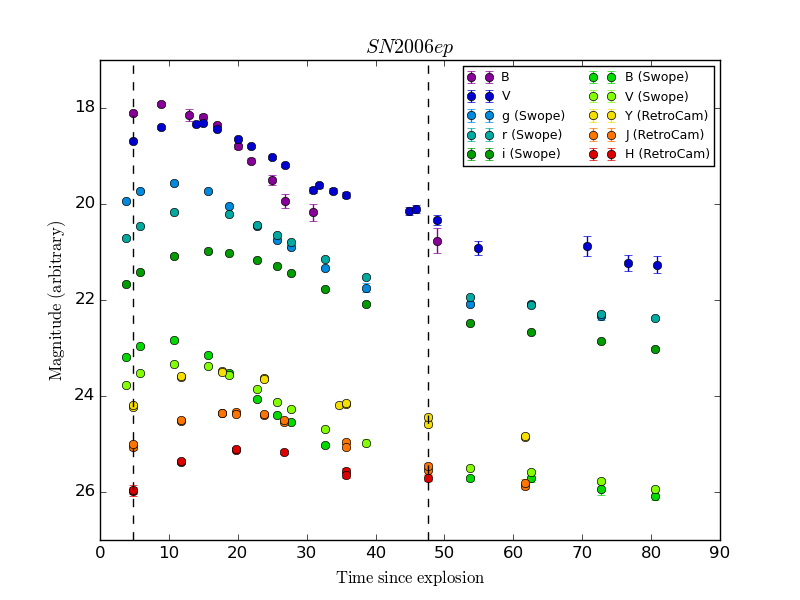 SN2006ep
B
V
g (Swope)
r (Swope)
i (Swope)
B (Swope)
V (Swope)
Y (RetroCam)
J (RetroCam)
H (RetroCam)
Magnitude (arbitrary)
18
20
22
24
26
0 10 20 30 40 50 60 70 80 90
Time since explosion